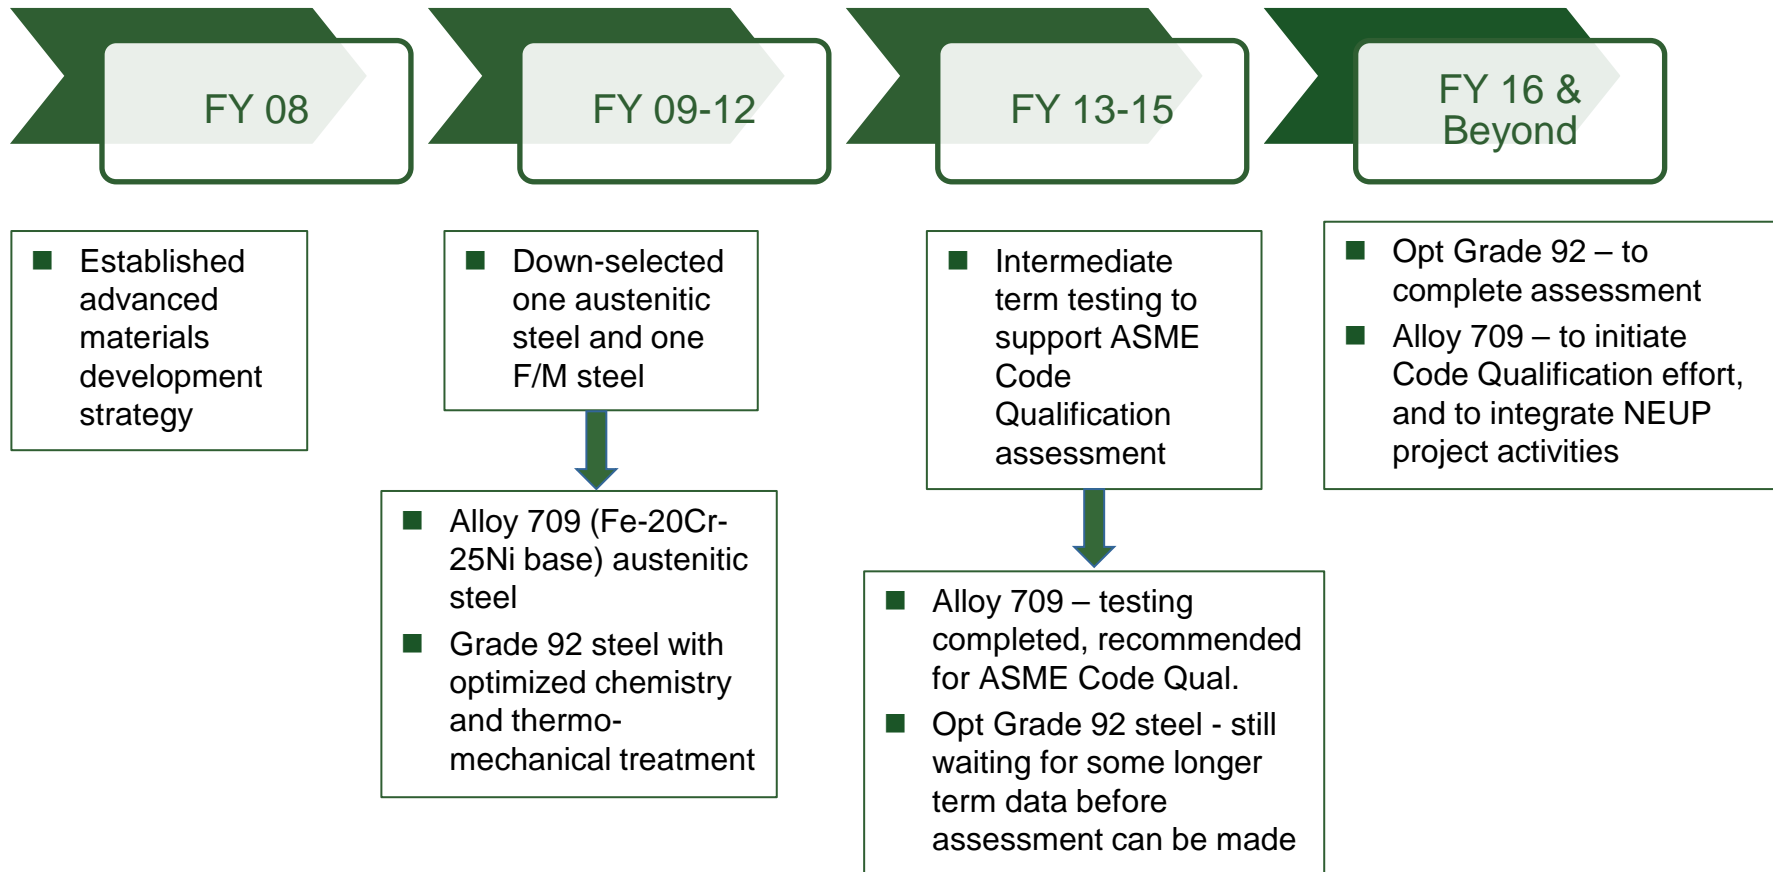 FY 08
FY 09-12
FY 13-15
FY 16 &
Beyond
Established
advanced
materials
development
strategy
Down-selected
one austenitic
steel and one
F/M steel
Alloy 709 (Fe-20Cr-
25Ni base) austenitic
steel
Grade 92 steel with
optimized chemistry
and thermo-
mechanical treatment
Intermediate
term testing to
support ASME
Code
Qualification
assessment
Alloy 709 – testing
completed, recommended
for ASME Code Qual.
Opt Grade 92 steel - still
waiting for some longer
term data before
assessment can be made
Opt Grade 92 – to
complete assessment
Alloy 709 – to initiate
Code Qualification effort,
and to integrate NEUP
project activities